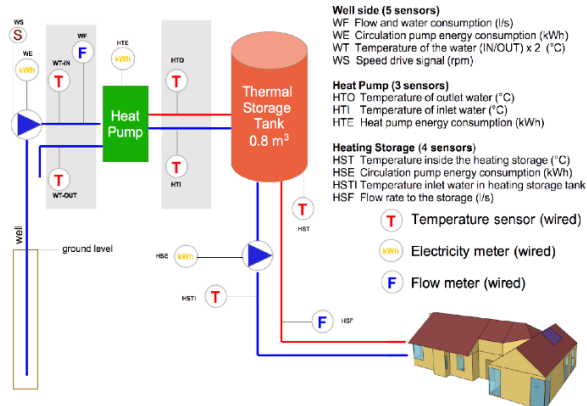 WS
S
WE
kWh
WT-IN
T
WF
F
HTE
kWh
HTO
T
Heat
Pump
T
WT-OUT
T
HTI
Thermal
Storage
Tank
0.8 m³
T
HST
well
ground level
HSE
kWh
HSTI
T
F
HSF
Well side (5 sensors)
WF Flow and water consumption (l/s)
WE Circulation pump energy consumption (kWh)
WT Temperature of the water (IN/OUT) x 2 (°C)
WS Speed drive signal (rpm)
Heat Pump (3 sensors)
HTO Temperature of outlet water (°C)
HTI Temperature of inlet water (°C)
HTE Heat pump energy consumption (kWh)
Heating Storage (4 sensors)
HST Temperature inside the heating storage (°C)
HSE Circulation pump energy consumption (kWh)
HSTI Temperature inlet water in heating storage tank
HSF Flow rate to the storage (l/s)
T Temperature sensor (wired)
kWh Electricity meter (wired)
F Flow meter (wired)